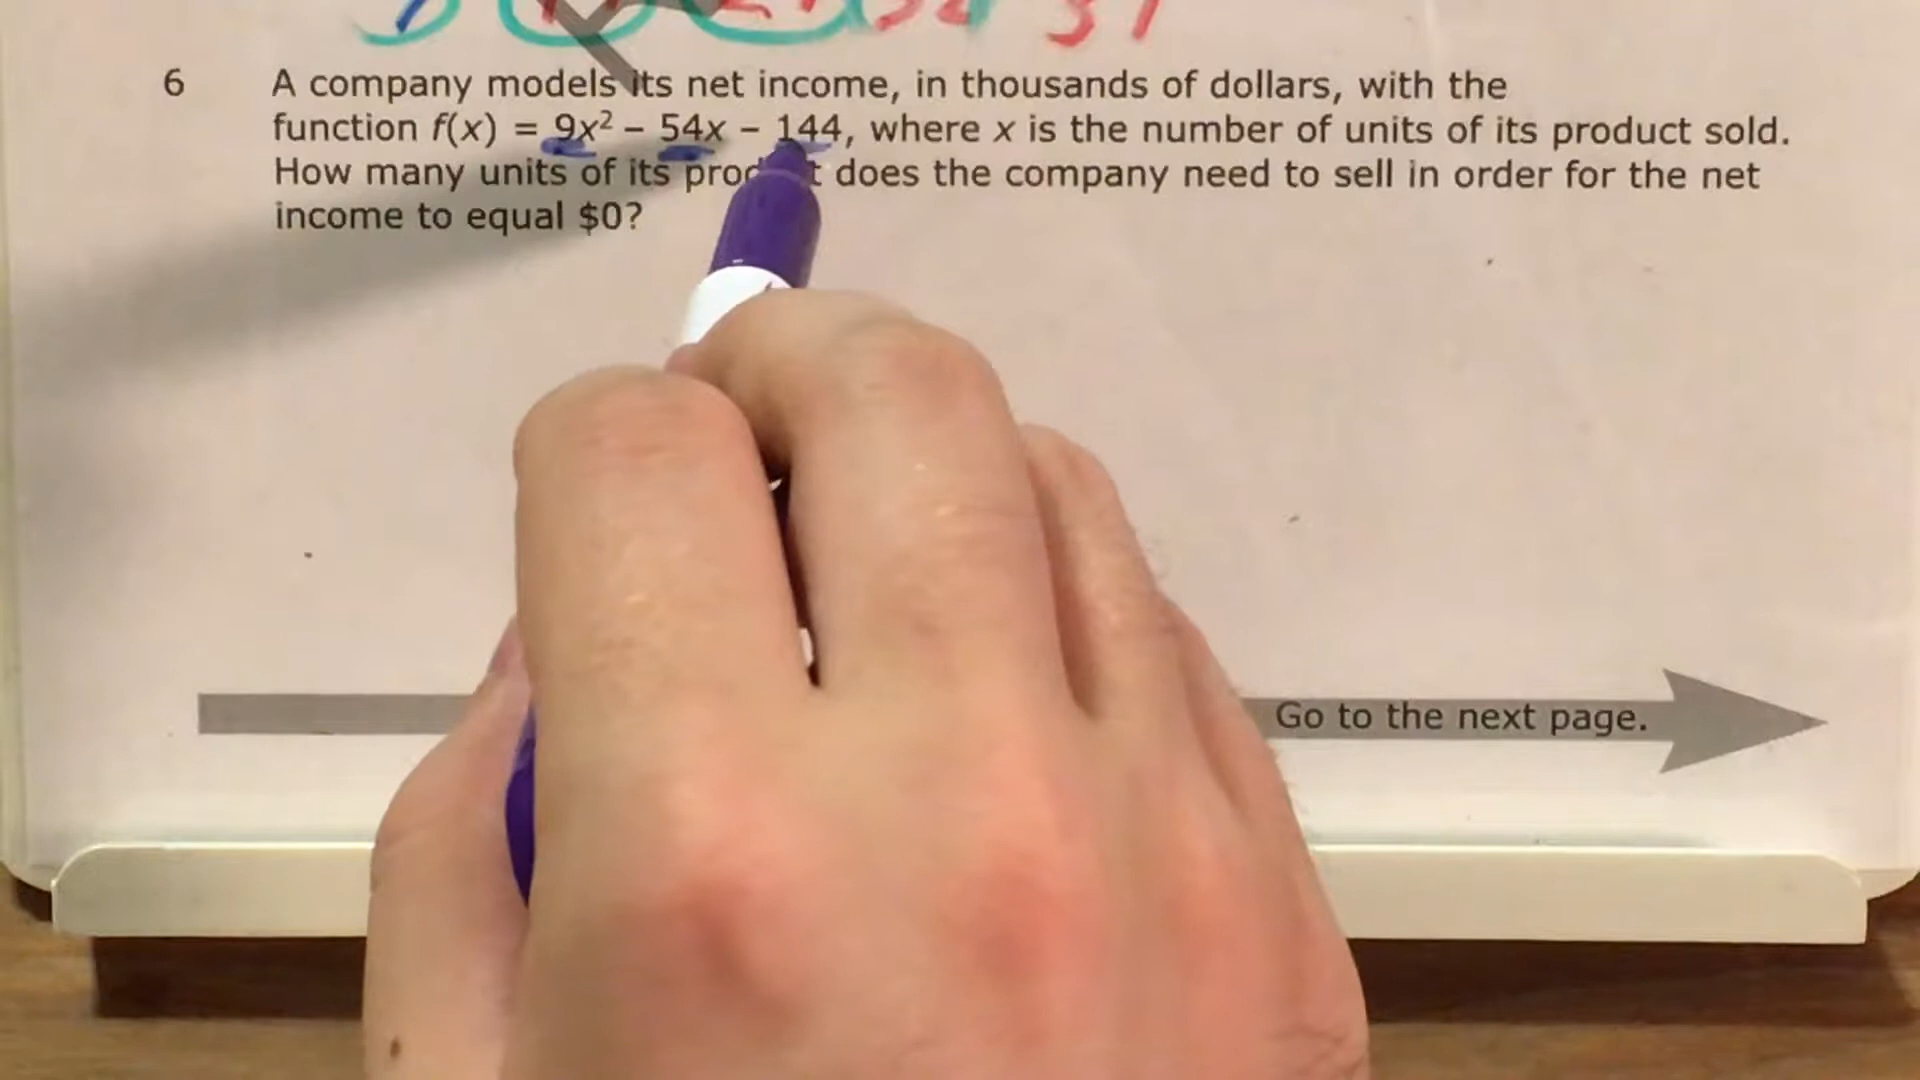 6 A company models its net income, in thousands of dollars, with the
function f(x) = 9x² – 54x – 144, where x is the number of units of its product sold.
How many units of its does the company need to sell in order for the net
income to equal $0?
Go to the next page.